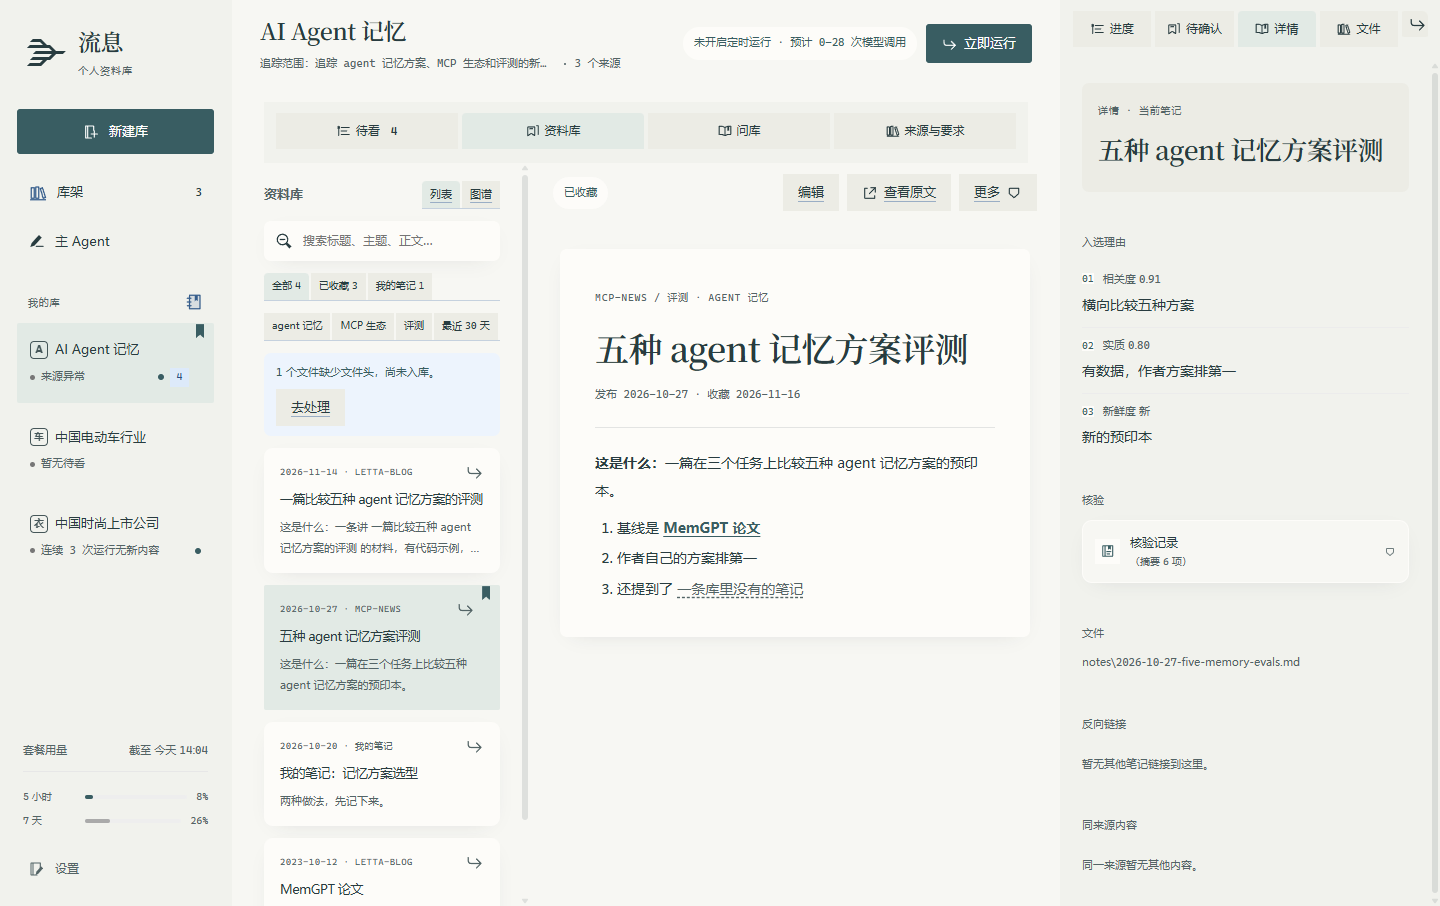 流息
个人资料库
新建库
库架 3
主 Agent
我的库
A AI Agent 记忆
来源异常 4
车 中国电动车行业
暂无待看
衣 中国时尚上市公司
连续 3 次运行无新内容
套餐用量 截至 今天 14:04
5 小时 8%
7 天 26%
设置
AI Agent 记忆
追踪范围：追踪 agent 记忆方案、MCP 生态和评测的新… · 3 个来源
未开启定时运行 · 预计 0–28 次模型调用
立即运行
待看 4
资料库
问库
来源与要求
资料库
列表
图谱
搜索标题、主题、正文...
全部 4
已收藏 3
我的笔记 1
agent 记忆
MCP 生态
评测
最近 30 天
1 个文件缺少文件头，尚未入库。
去处理
2026-11-14 · LETTA-BLOG
一篇比较五种 agent 记忆方案的评测
这是什么：一条讲 一篇比较五种 agent
记忆方案的评测 的材料，有代码示例，…
2026-10-27 · MCP-NEWS
五种 agent 记忆方案评测
这是什么：一篇在三个任务上比较五种
agent 记忆方案的预印本。
2026-10-20 · 我的笔记
我的笔记：记忆方案选型
两种做法，先记下来。
2023-10-12 · LETTA-BLOG
MemGPT 论文
已收藏
编辑
查看原文
更多
MCP-NEWS / 评测 · AGENT 记忆
五种 agent 记忆方案评测
发布 2026-10-27 · 收藏 2026-11-16
这是什么：一篇在三个任务上比较五种 agent 记忆方案的预印
本。
1. 基线是 MemGPT 论文
2. 作者自己的方案排第一
3. 还提到了 一条库里没有的笔记
进度
待确认
详情
文件
详情 · 当前笔记
五种 agent 记忆方案评测
入选理由
01 相关度 0.91
横向比较五种方案
02 实质 0.80
有数据，作者方案排第一
03 新鲜度 新
新的预印本
核验
核验记录
（摘要 6 项）
文件
notes\2026-10-27-five-memory-evals.md
反向链接
暂无其他笔记链接到这里。
同来源内容
同一来源暂无其他内容。